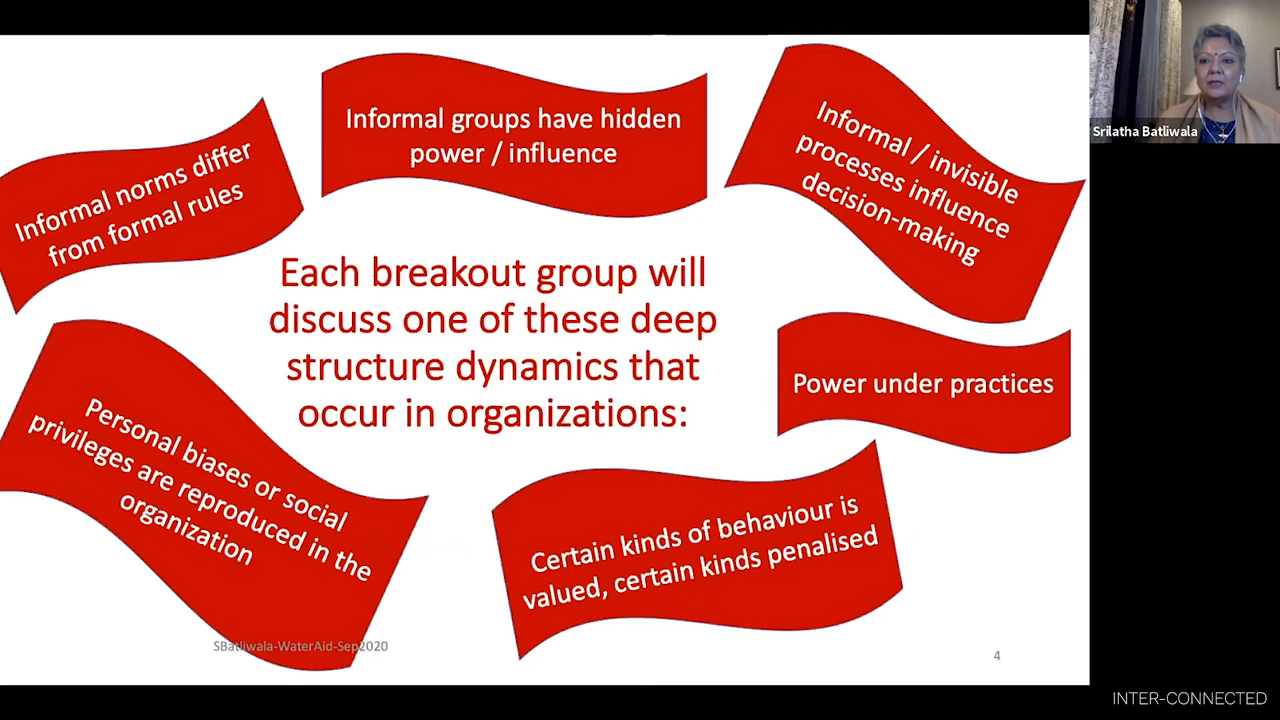 Informal groups have hidden
power / influence
Informal / invisible
processes influence
decision-making
Srilatha Batliwala
Informal norms differ
from formal rules
Each breakout group will
discuss one of these deep
structure dynamics that
occur in organizations:
Power under practices
Personal biases or social
privileges are reproduced in the
organization
Certain kinds of behaviour is
valued, certain kinds penalised
SBatliwala-WaterAid-Sep2020
4
INTER-CONNECTED